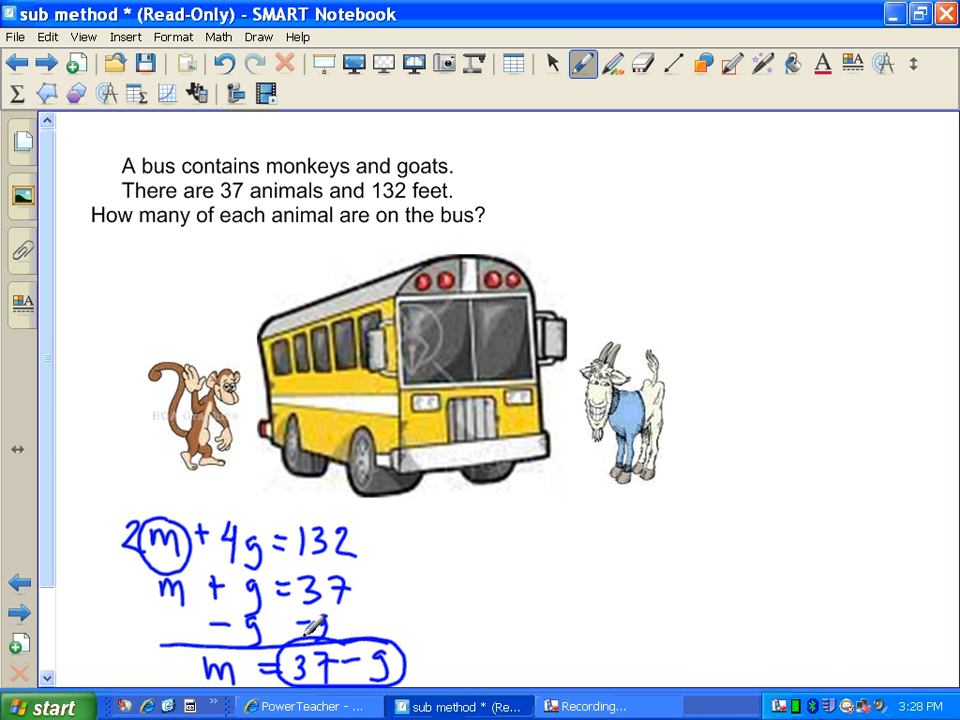 sub method * (Read-Only) - SMART Notebook
File Edit View Insert Format Math Draw Help
A bus contains monkeys and goats.
There are 37 animals and 132 feet.
How many of each animal are on the bus?
2m + 4g = 132
m + g = 37
- g - g
m = 37 - g
start
PowerTeacher - ...
sub method * (Re...
Recording...
3:28 PM